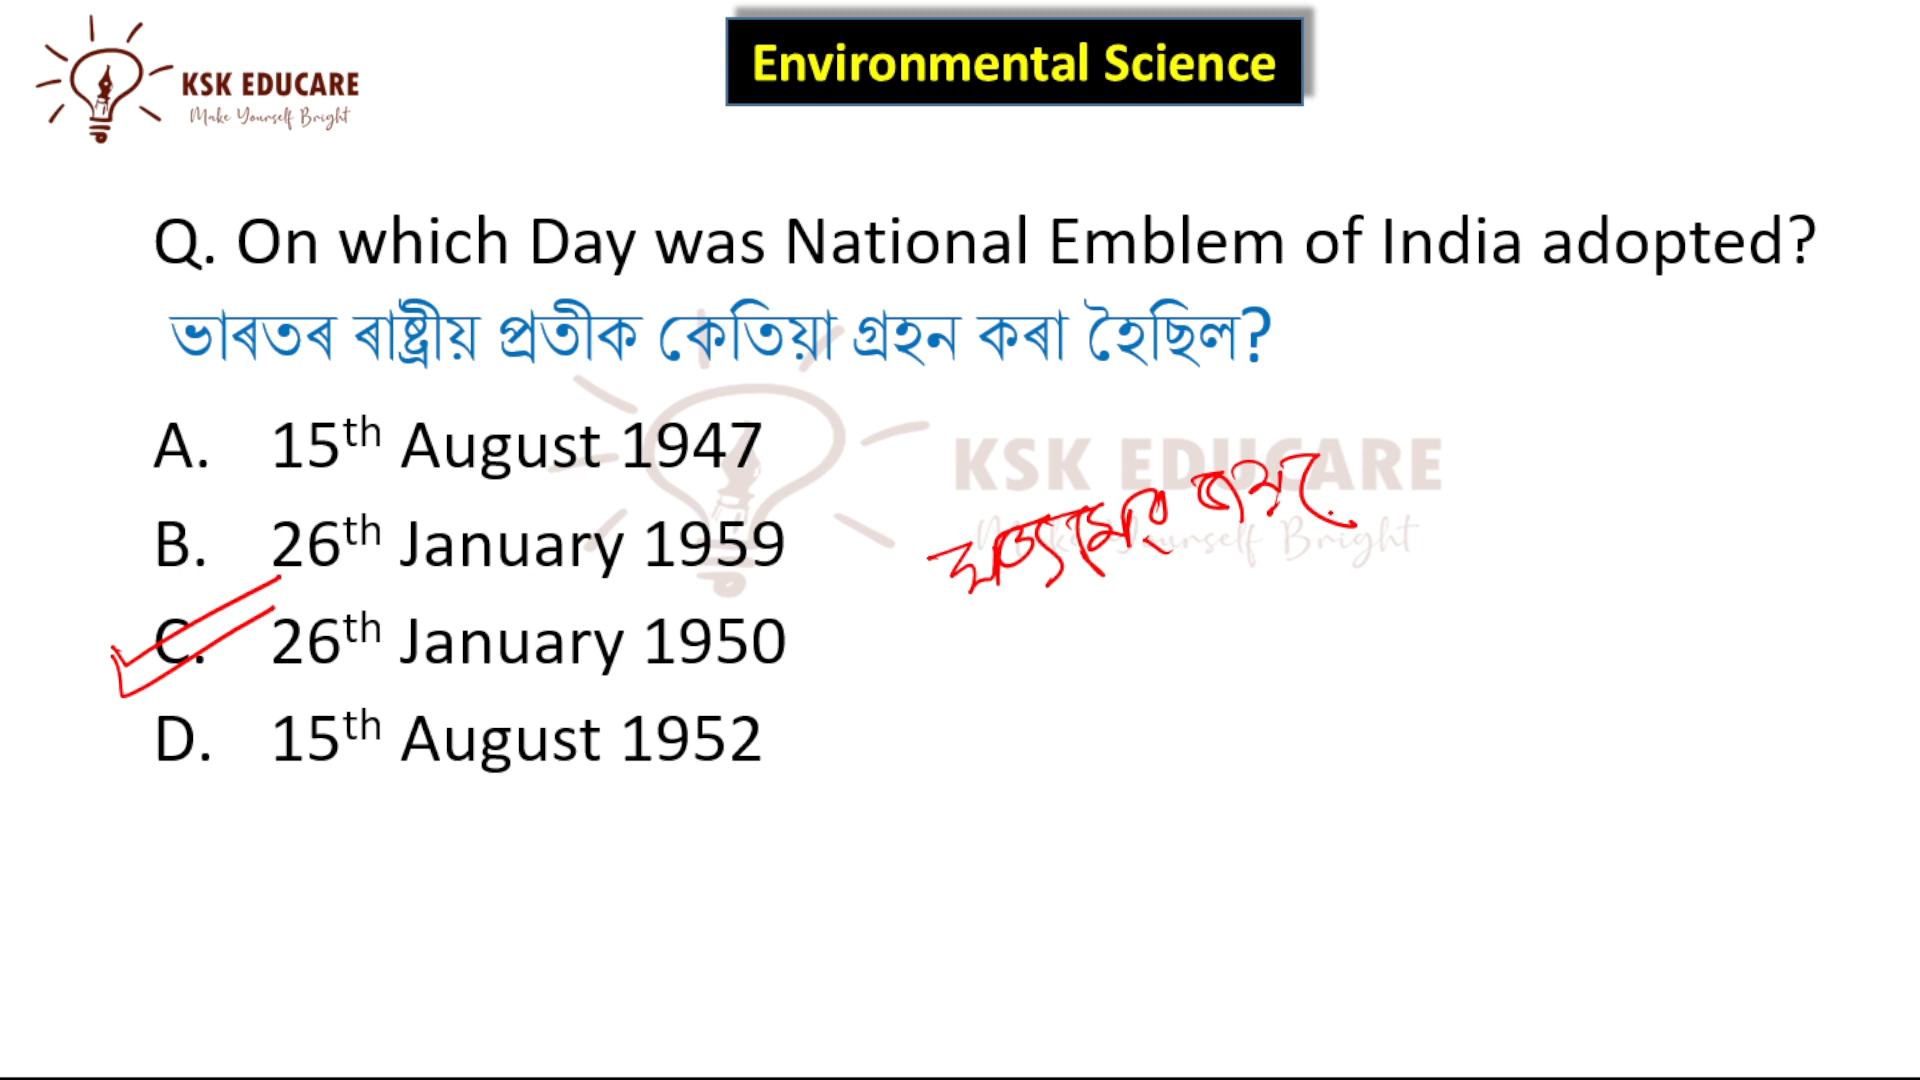 KSK EDUCARE
Make Yourself Bright
Environmental Science
Q. On which Day was National Emblem of India adopted?
ভাৰতৰ ৰাষ্ট্ৰীয় প্ৰতীক কেতিয়া গ্ৰহন কৰা হৈছিল?
A. 15th August 1947
B. 26th January 1959
C. 26th January 1950
D. 15th August 1952
KSK EDUCARE
Make Yourself Bright